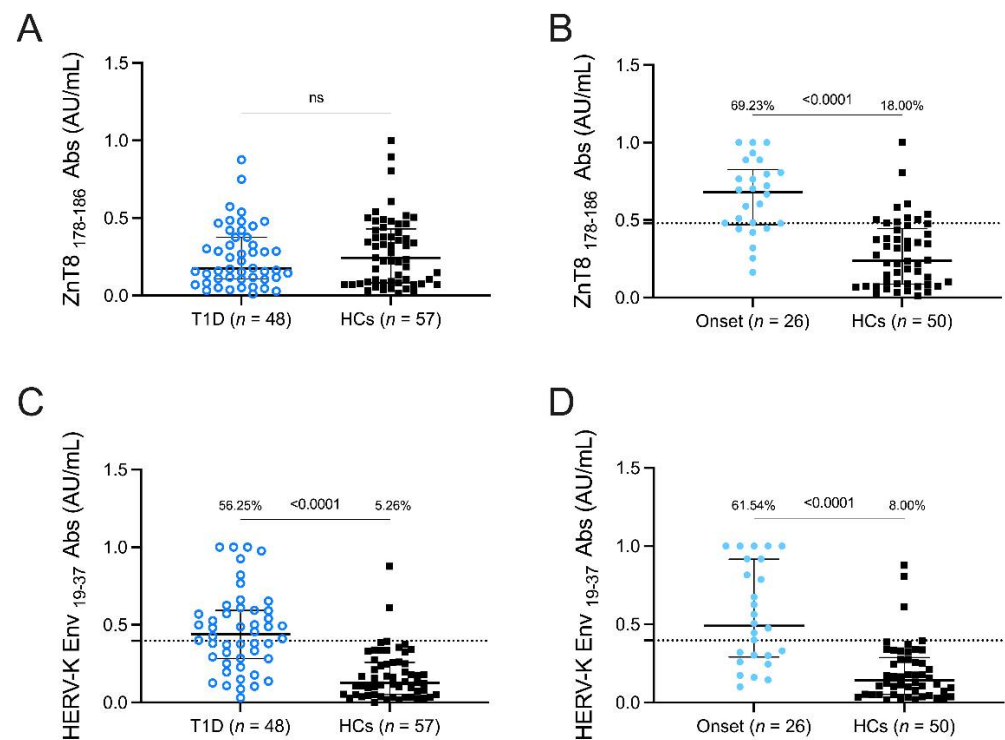 A
ZnT8 178-186 Abs (AU/mL)
1.5
1.0
0.5
0.0
ns
T1D (n = 48)
HCs (n = 57)
B
ZnT8 178-186 Abs (AU/mL)
1.5
1.0
0.5
0.0
69.23%
<0.0001
18.00%
Onset (n = 26)
HCs (n = 50)
C
HERV-K Env 19-37 Abs (AU/mL)
1.5
1.0
0.5
0.0
56.25%
<0.0001
5.26%
T1D (n = 48)
HCs (n = 57)
D
HERV-K Env 19-37 Abs (AU/mL)
1.5
1.0
0.5
0.0
61.54%
<0.0001
8.00%
Onset (n = 26)
HCs (n = 50)